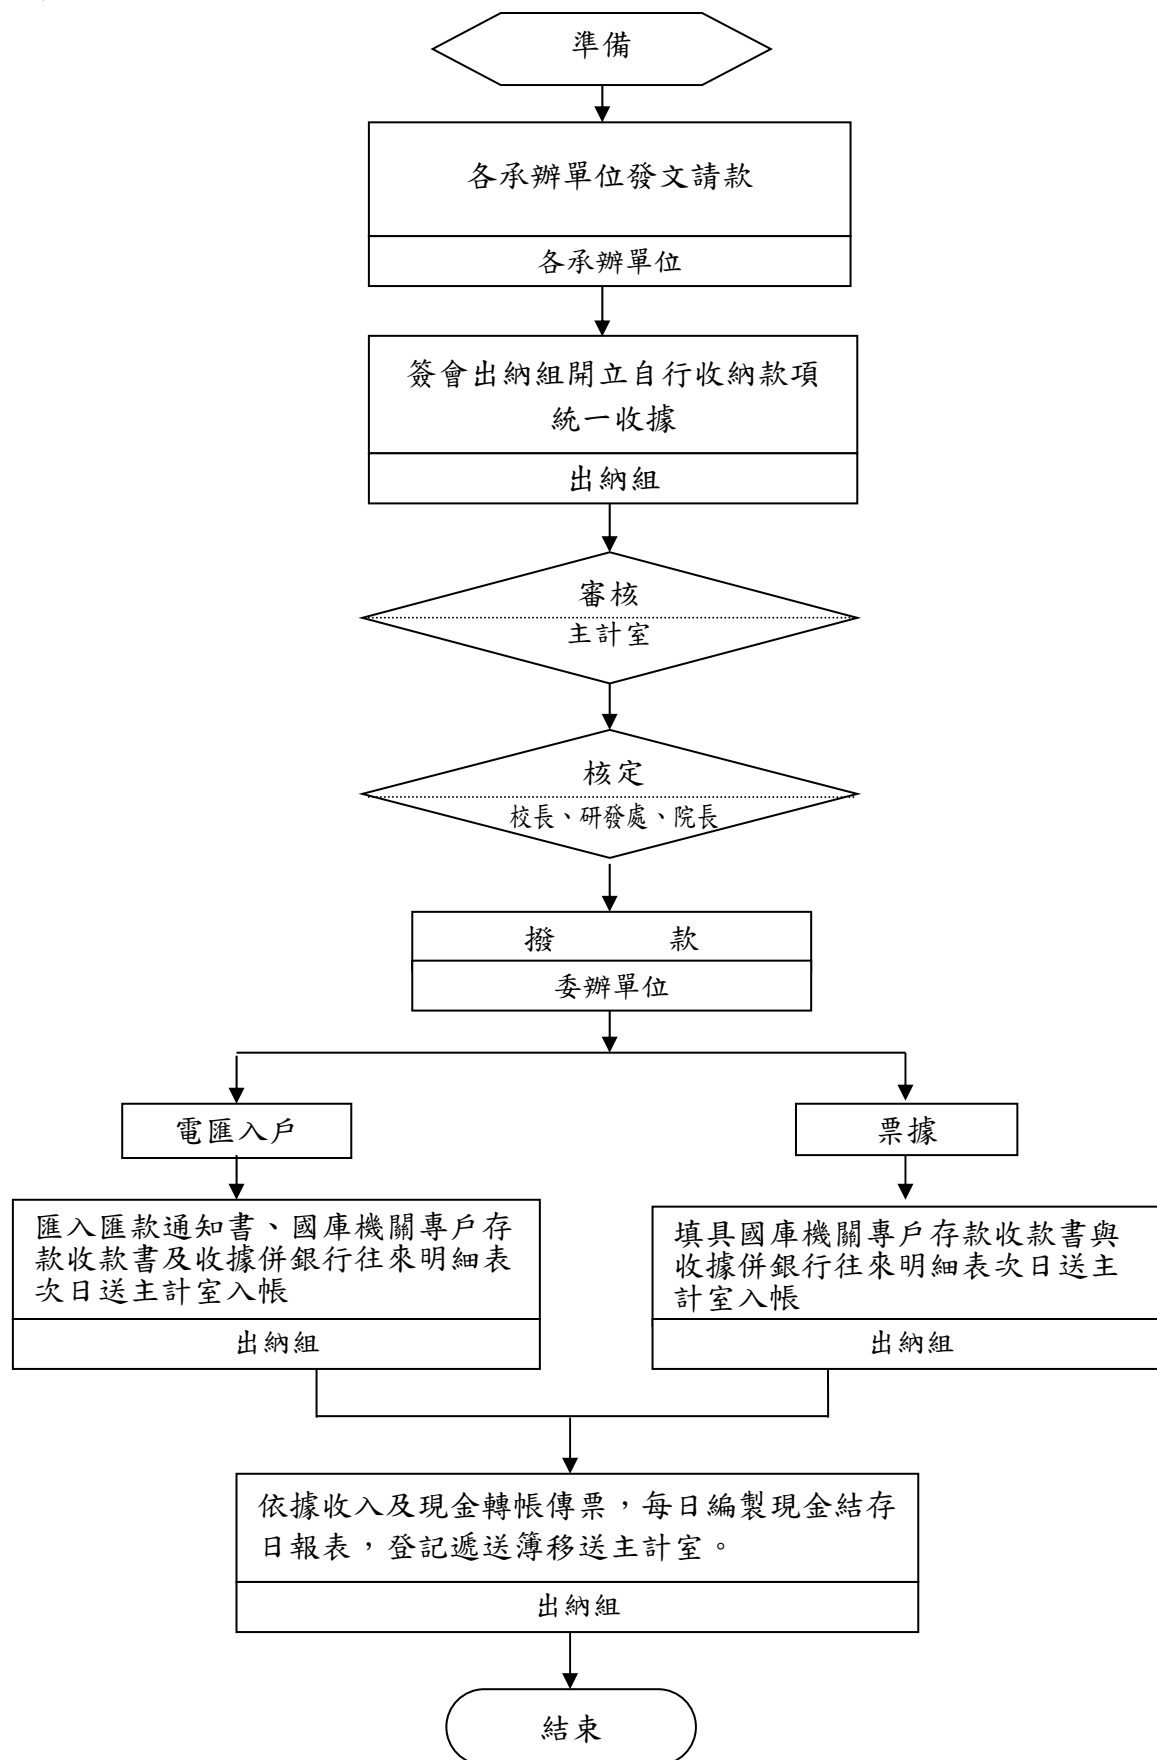 準備
各承辦單位發文請款
各承辦單位
簽會出納組開立自行收納款項
統一收據
出納組
審核
主計室
核定
校長、研發處、院長
撥 款
委辦單位
電匯入戶
票據
匯入匯款通知書、國庫機關專戶存
款收款書及收據併銀行往來明細表
次日送主計室入帳
出納組
填具國庫機關專戶存款收款書與
收據併銀行往來明細表次日送主
計室入帳
出納組
依據收入及現金轉帳傳票，每日編製現金結存
日報表，登記遞送簿移送主計室。
出納組
結束